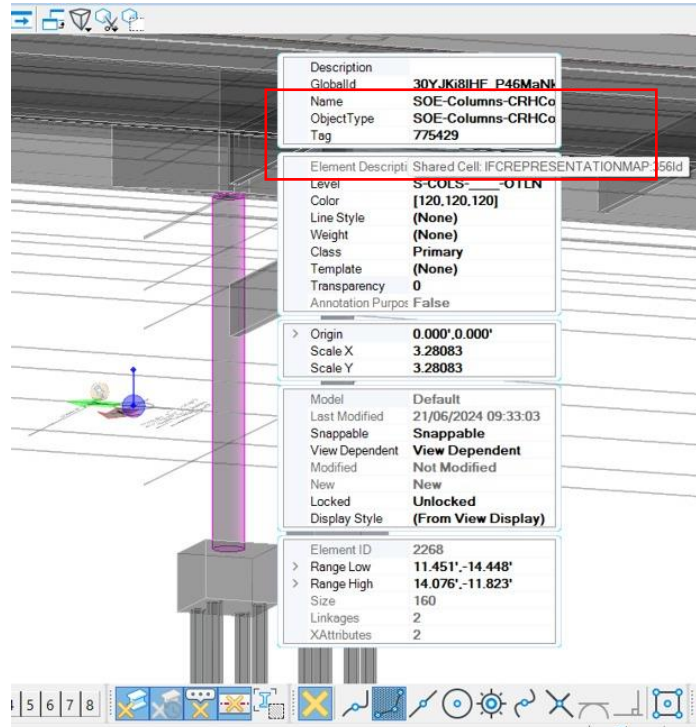 Description
GlobalId 30YJKi8IHF_P46MaNk
Name SOE-Columns-CRHCo
ObjectType SOE-Columns-CRHCo
Tag 775429
Element Descripti Shared Cell: IFCREPRESENTATIONMAP:356Id
Level S-COLS-____-OTLN
Color [120,120,120]
Line Style (None)
Weight (None)
Class Primary
Template (None)
Transparency 0
Annotation Purpos False
> Origin 0.000',0.000'
Scale X 3.28083
Scale Y 3.28083
Model Default
Last Modified 21/06/2024 09:33:03
Snappable Snappable
View Dependent View Dependent
Modified Not Modified
New New
Locked Unlocked
Display Style (From View Display)
Element ID 2268
> Range Low 11.451',-14.448'
> Range High 14.076',-11.823'
Size 160
Linkages 2
XAttributes 2
5 6 7 8